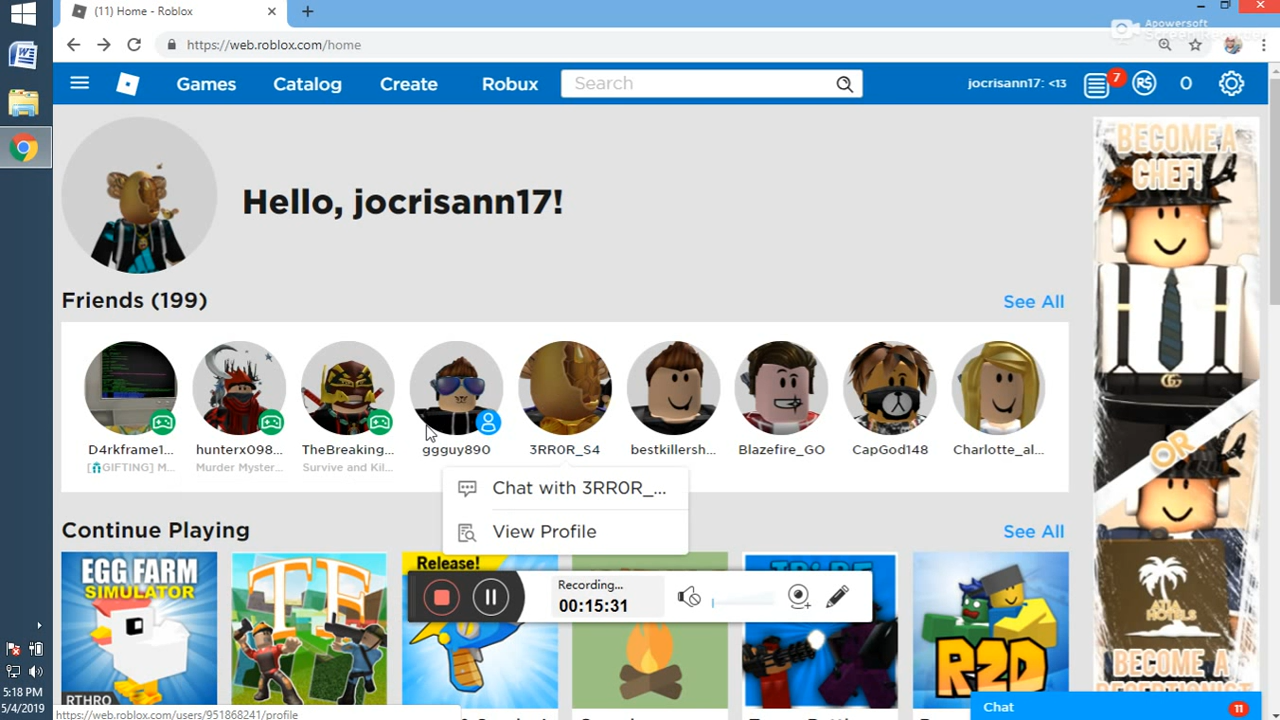 (11) Home - Roblox
Apowersoft
Screen Recorder
https://web.roblox.com/home
Games Catalog Create Robux Search jocrisann17: <13 7 R$ 0
Hello, jocrisann17!
BECOME A
CHEF!
Friends (199) See All
D4rkframe1... hunterx098... TheBreaking... ggguy890 3RR0R_S4 bestkillersh... Blazefire_GO CapGod148 Charlotte_al...
[GIFTING] M... Murder Myster... Survive and Kil...
Chat with 3RR0R_...
View Profile
OR
Continue Playing See All
EGG FARM
SIMULATOR
Release!
Recording...
00:15:31
R2D
RTHRO
BECOME A
Chat 11
5:18 PM
5/4/2019
https://web.roblox.com/users/951868241/profile